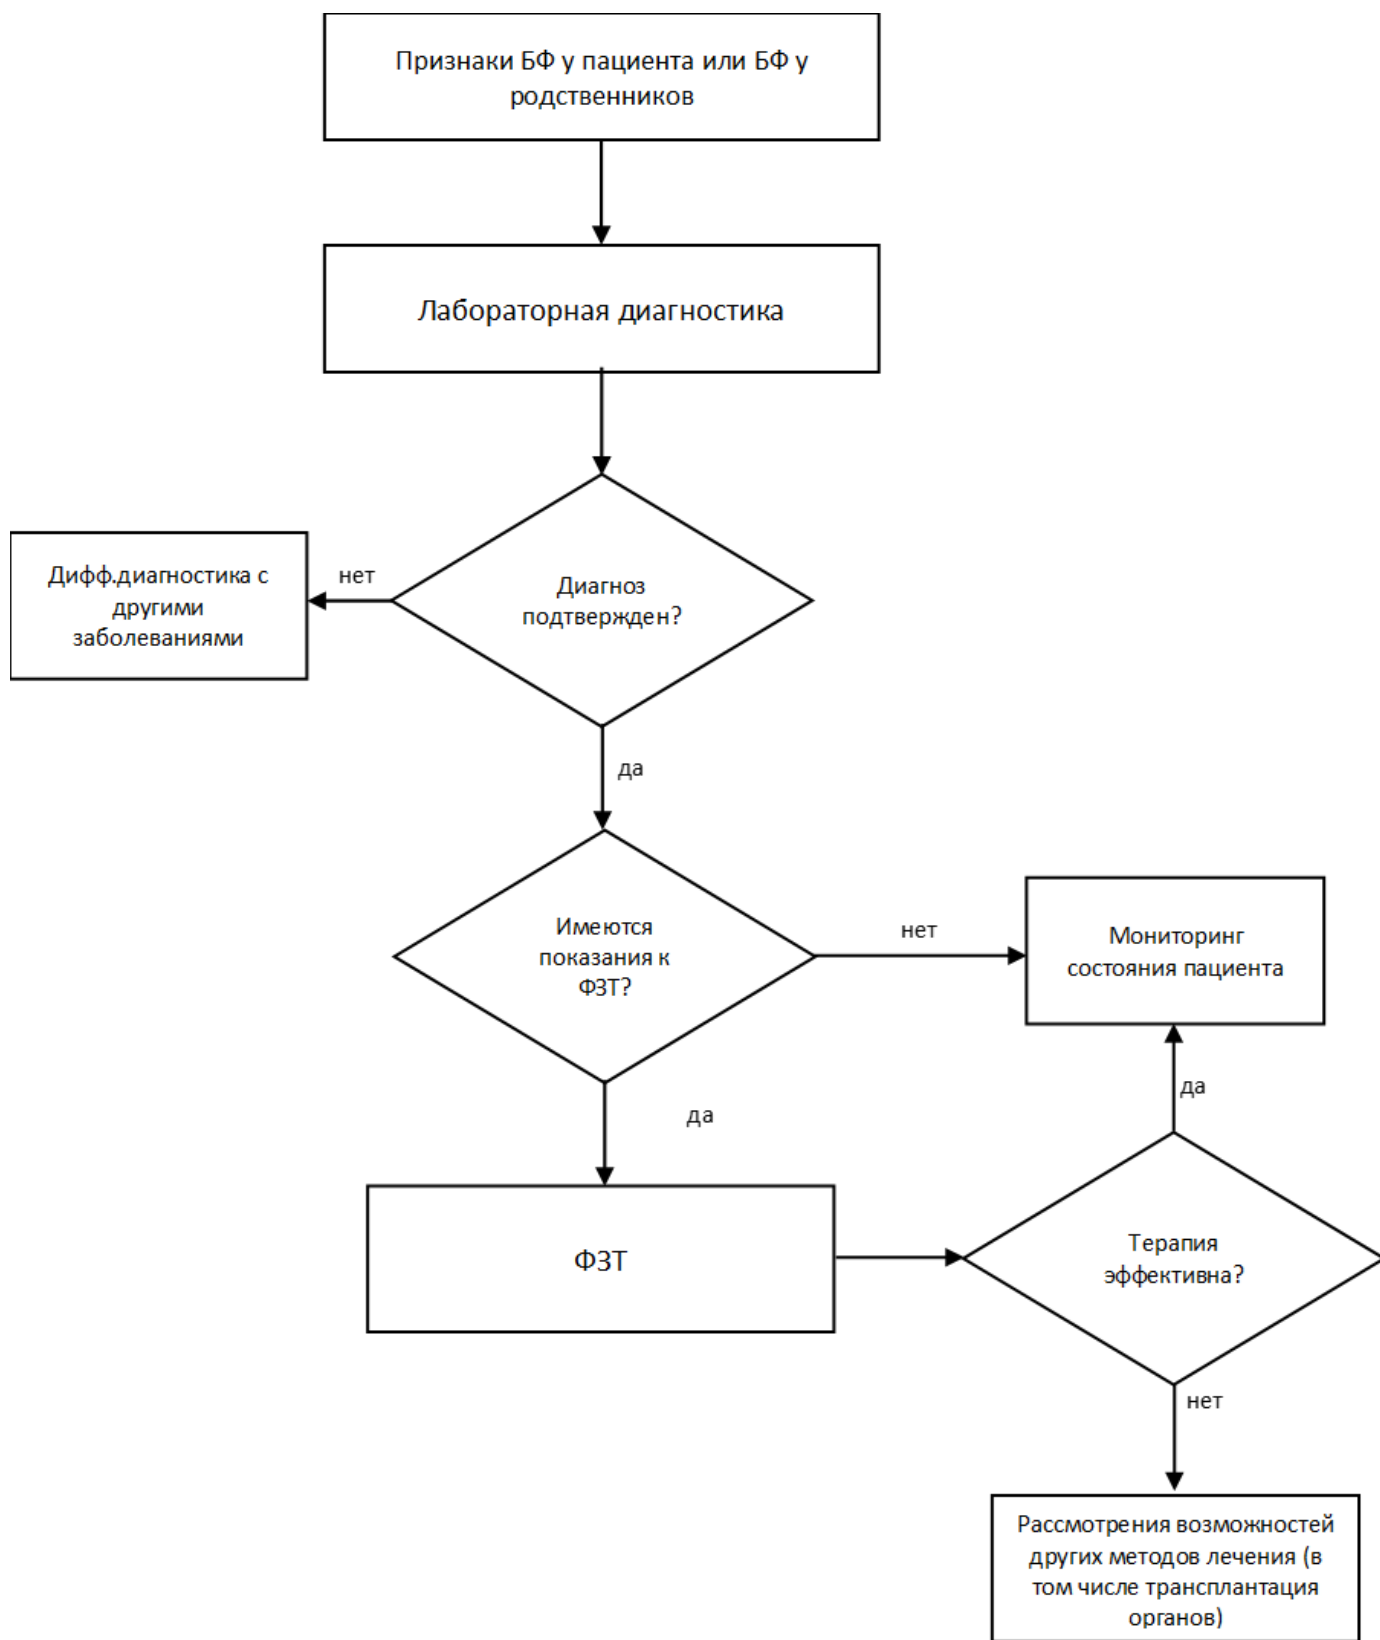 Признаки БФ у пациента или БФ у
родственников
Лабораторная диагностика
Диагноз
подтвержден?
нет
Дифф.диагностика с
другими
заболеваниями
да
Имеются
показания к
ФЗТ?
нет
Мониторинг
состояния пациента
да
да
ФЗТ
Терапия
эффективна?
нет
Рассмотрения возможностей
других методов лечения (в
том числе трансплантация
органов)